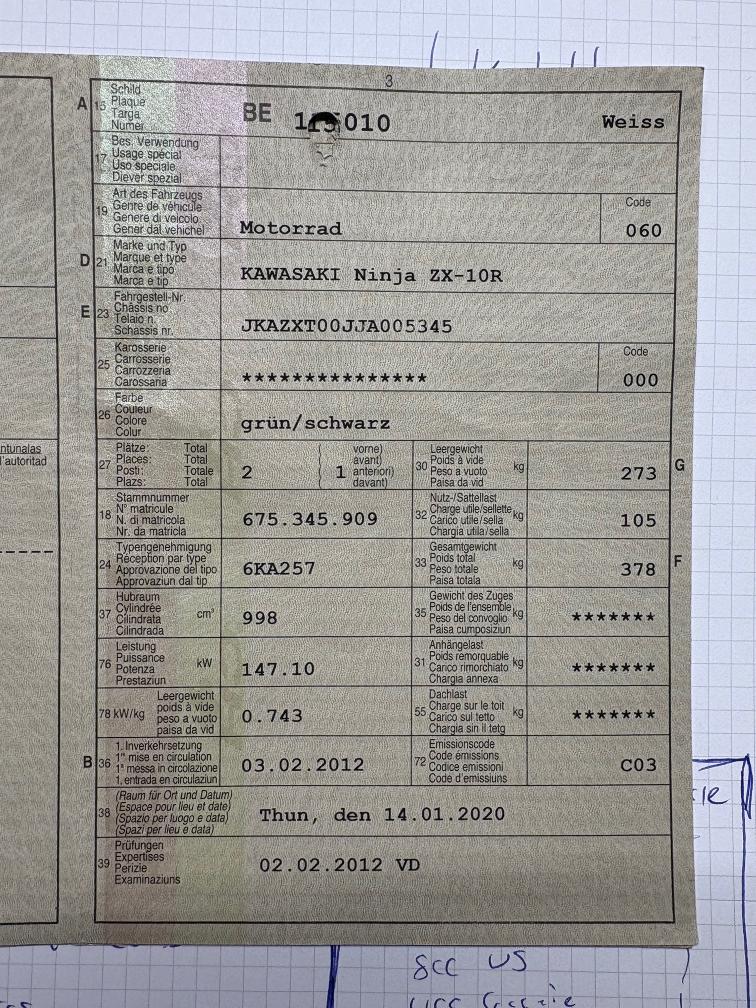 3
A 15 Schild
Plaque
Targa
Numer
BE 115010 Weiss
17 Bes. Verwendung
Usage spécial
Uso speciale
Diever spezial
19 Art des Fahrzeugs
Genre de véhicule
Genere di veicolo
Gener dal vehichel
Motorrad
Code
060
D 21 Marke und Typ
Marque et type
Marca e tipo
Marca e tip
KAWASAKI Ninja ZX-10R
E 23 Fahrgestell-Nr.
Châssis no
Telaio n.
Schassis nr.
JKAZXT00JJA005345
25 Karosserie
Carrosserie
Carrozzeria
Carossaria
***************
Code
000
26 Farbe
Couleur
Colore
Colur
grün/schwarz
27 Plätze: Total
Places: Total
Posti: Totale
Plazs: Total
2
( 1 vorne)
avant)
anteriori)
davant)
30 Leergewicht
Poids à vide
Peso a vuoto
Paisa da vid
kg
273 G
18 Stammnummer
N° matricule
N. di matricola
Nr. da matricla
675.345.909
32 Nutz-/Sattellast
Charge utile/sellette
Carico utile/sella
Chargia utila/sella
kg
105
24 Typengenehmigung
Réception par type
Approvazione del tipo
Approvaziun dal tip
6KA257
33 Gesamtgewicht
Poids total
Peso totale
Paisa totala
kg
378 F
37 Hubraum
Cylindrée
Cilindrata
Cilindrada
cm³
998
35 Gewicht des Zuges
Poids de l'ensemble
Peso del convoglio
Paisa cumposiziun
kg
*******
76 Leistung
Puissance
Potenza
Prestaziun
kW
147.10
31 Anhängelast
Poids remorquable
Carico rimorchiato
Chargia annexa
kg
*******
78 kW/kg Leergewicht
poids à vide
peso a vuoto
paisa da vid
0.743
55 Dachlast
Charge sur le toit
Carico sul tetto
Chargia sin il tetg
kg
*******
B 36 1. Inverkehrsetzung
1re mise en circulation
1a messa in circolazione
1. entrada en circulaziun
03.02.2012
72 Emissionscode
Code émissions
Codice emissioni
Code d'emissiuns
C03
38 (Raum für Ort und Datum)
(Espace pour lieu et date)
(Spazio per luogo e data)
(Spazi per lieu e data)
Thun, den 14.01.2020
39 Prüfungen
Expertises
Perizie
Examinaziuns
02.02.2012 VD
ntunalas
l'autoritad